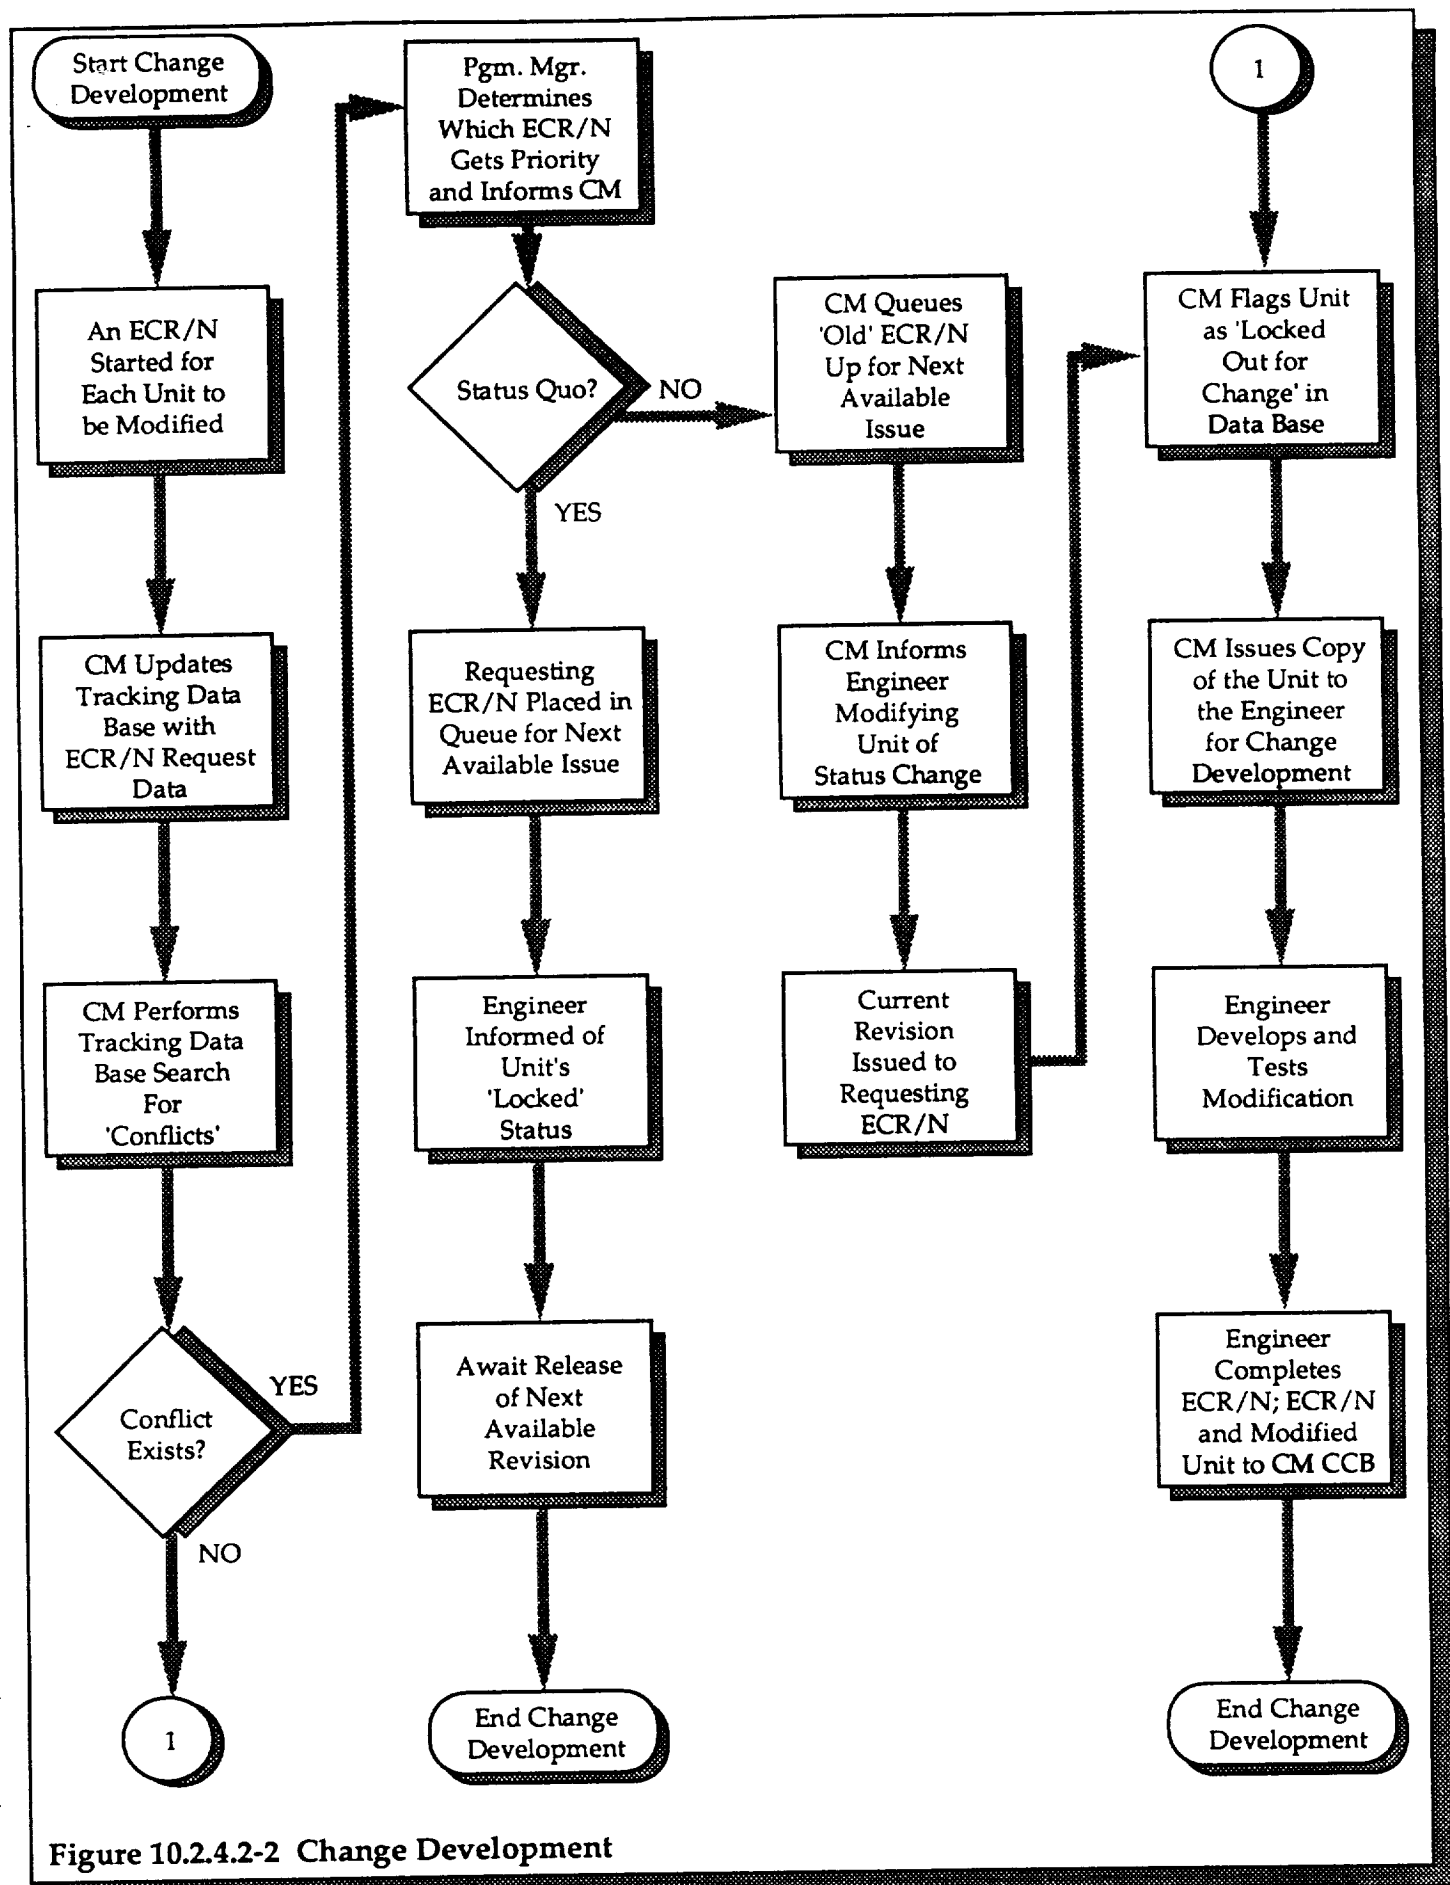 Start Change
Development
An ECR/N
Started for
Each Unit to
be Modified
CM Updates
Tracking Data
Base with
ECR/N Request
Data
CM Performs
Tracking Data
Base Search
For
'Conflicts'
Conflict
Exists?
YES
NO
1
Pgm. Mgr.
Determines
Which ECR/N
Gets Priority
and Informs CM
Status Quo?
NO
YES
Requesting
ECR/N Placed in
Queue for Next
Available Issue
Engineer
Informed of
Unit's
'Locked'
Status
Await Release
of Next
Available
Revision
End Change
Development
CM Queues
'Old' ECR/N
Up for Next
Available
Issue
CM Informs
Engineer
Modifying
Unit of
Status Change
Current
Revision
Issued to
Requesting
ECR/N
1
CM Flags Unit
as 'Locked
Out for
Change' in
Data Base
CM Issues Copy
of the Unit to
the Engineer
for Change
Development
Engineer
Develops and
Tests
Modification
Engineer
Completes
ECR/N; ECR/N
and Modified
Unit to CM CCB
End Change
Development
Figure 10.2.4.2-2 Change Development